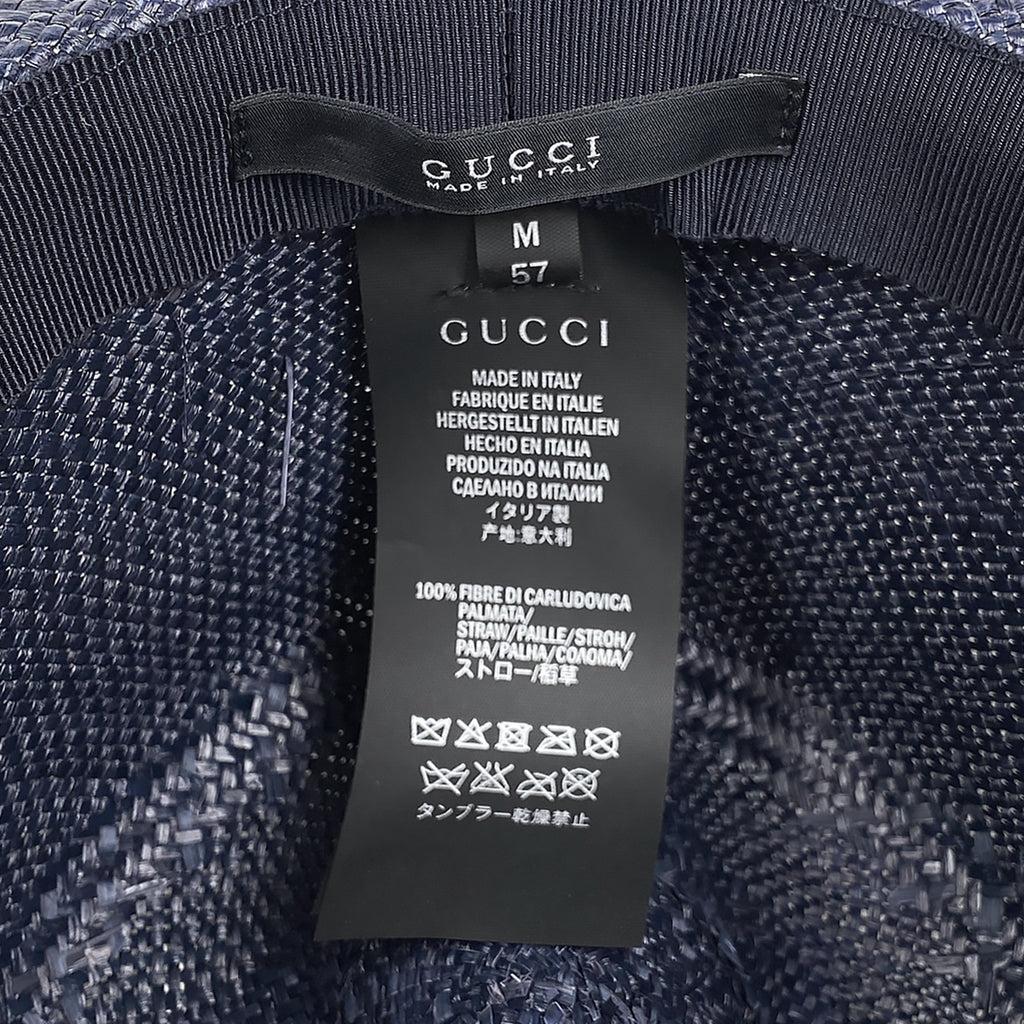 GUCCI
MADE IN ITALY
M
57
GUCCI
MADE IN ITALY
FABRIQUE EN ITALIE
HERGESTELLT IN ITALIEN
HECHO EN ITALIA
PRODUZIDO NA ITALIA
СДЕЛАНО В ИТАЛИИ
イタリア製
产地:意大利
100% FIBRE DI CARLUDOVICA
PALMATA/
STRAW/PAILLE/STROH/
PAJA/PALHA/СОЛОМА/
ストロー/稻草
タンブラー乾燥禁止